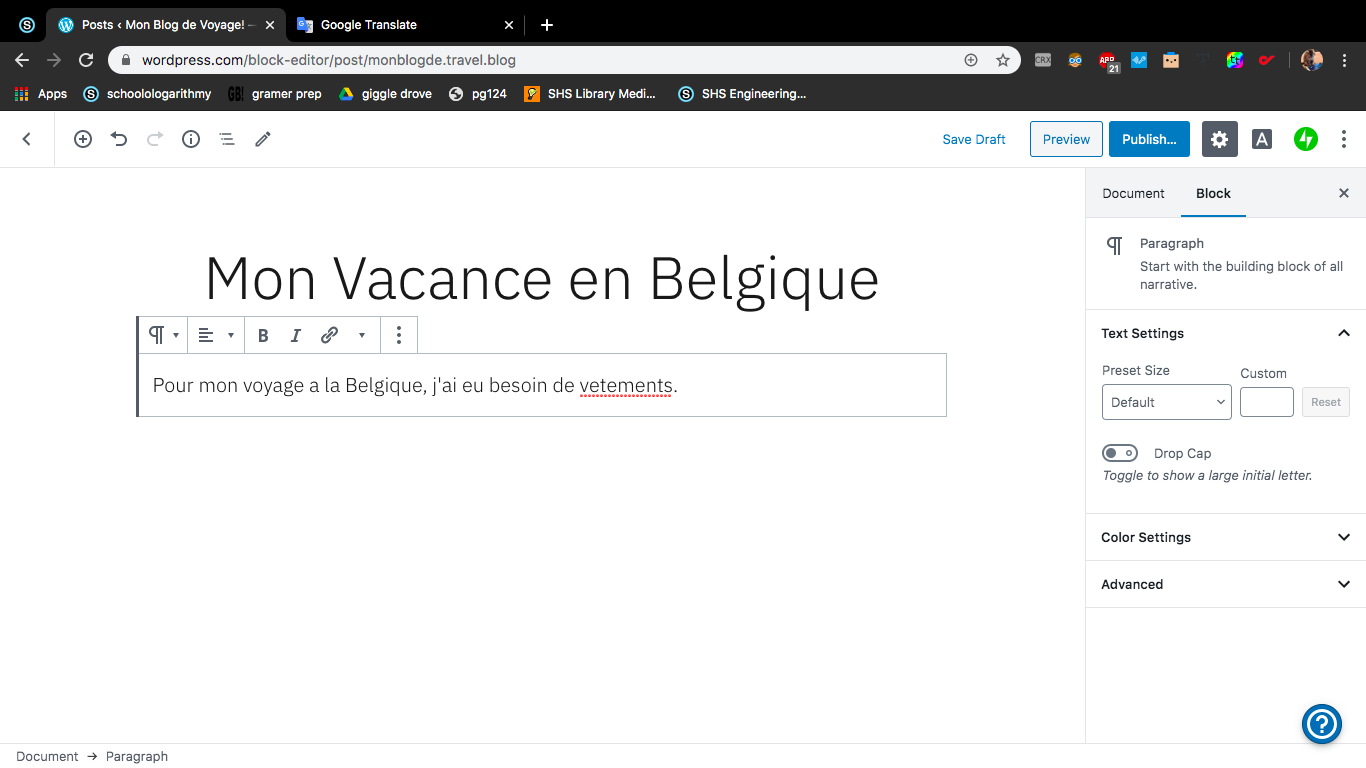 Posts ‹ Mon Blog de Voyage! —
Google Translate
wordpress.com/block-editor/post/monblogde.travel.blog
CRX
ABP
21
Apps
schoolologarithmy
GB!
gramer prep
giggle drove
pg124
SHS Library Medi...
SHS Engineering...
Save Draft
Preview
Publish...
A
Document
Block
Mon Vacance en Belgique
Paragraph
Start with the building block of all
narrative.
B I
Pour mon voyage a la Belgique, j'ai eu besoin de vetements.
Text Settings
Preset Size
Custom
Default
Reset
Drop Cap
Toggle to show a large initial letter.
Color Settings
Advanced
Document → Paragraph